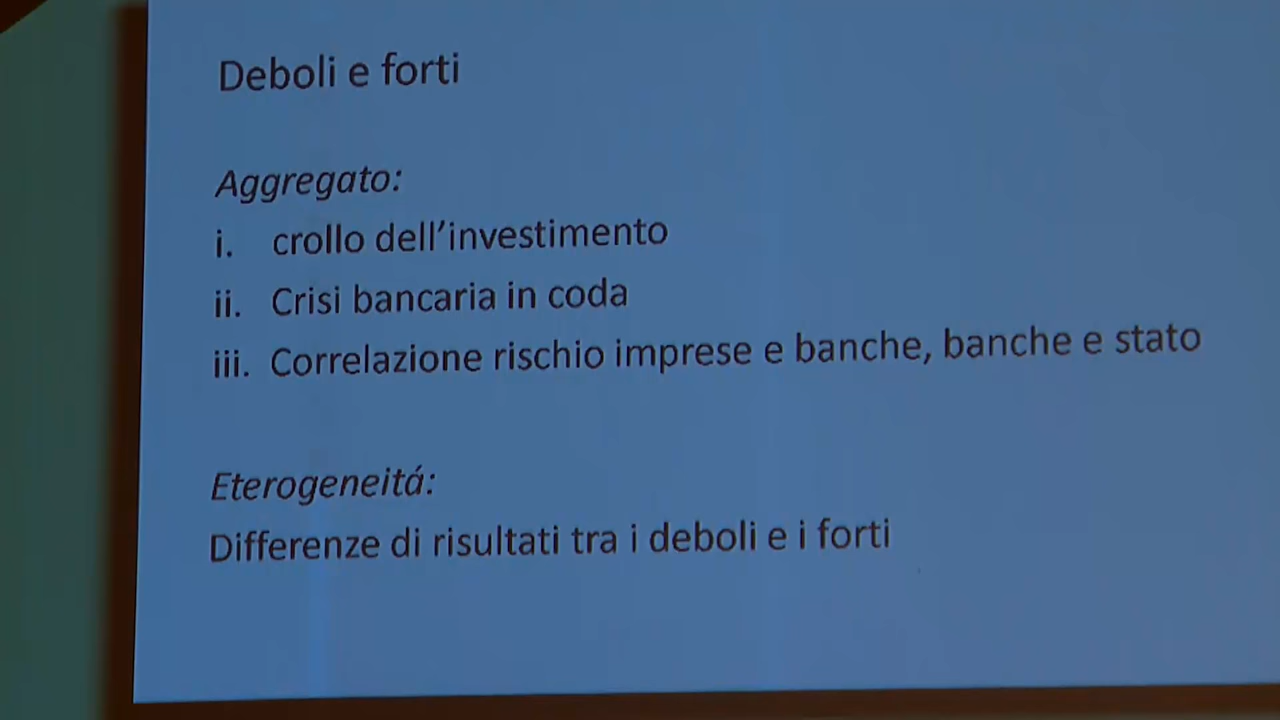 Deboli e forti
Aggregato:
i. crollo dell'investimento
ii. Crisi bancaria in coda
iii. Correlazione rischio imprese e banche, banche e stato
Eterogeneitá:
Differenze di risultati tra i deboli e i forti